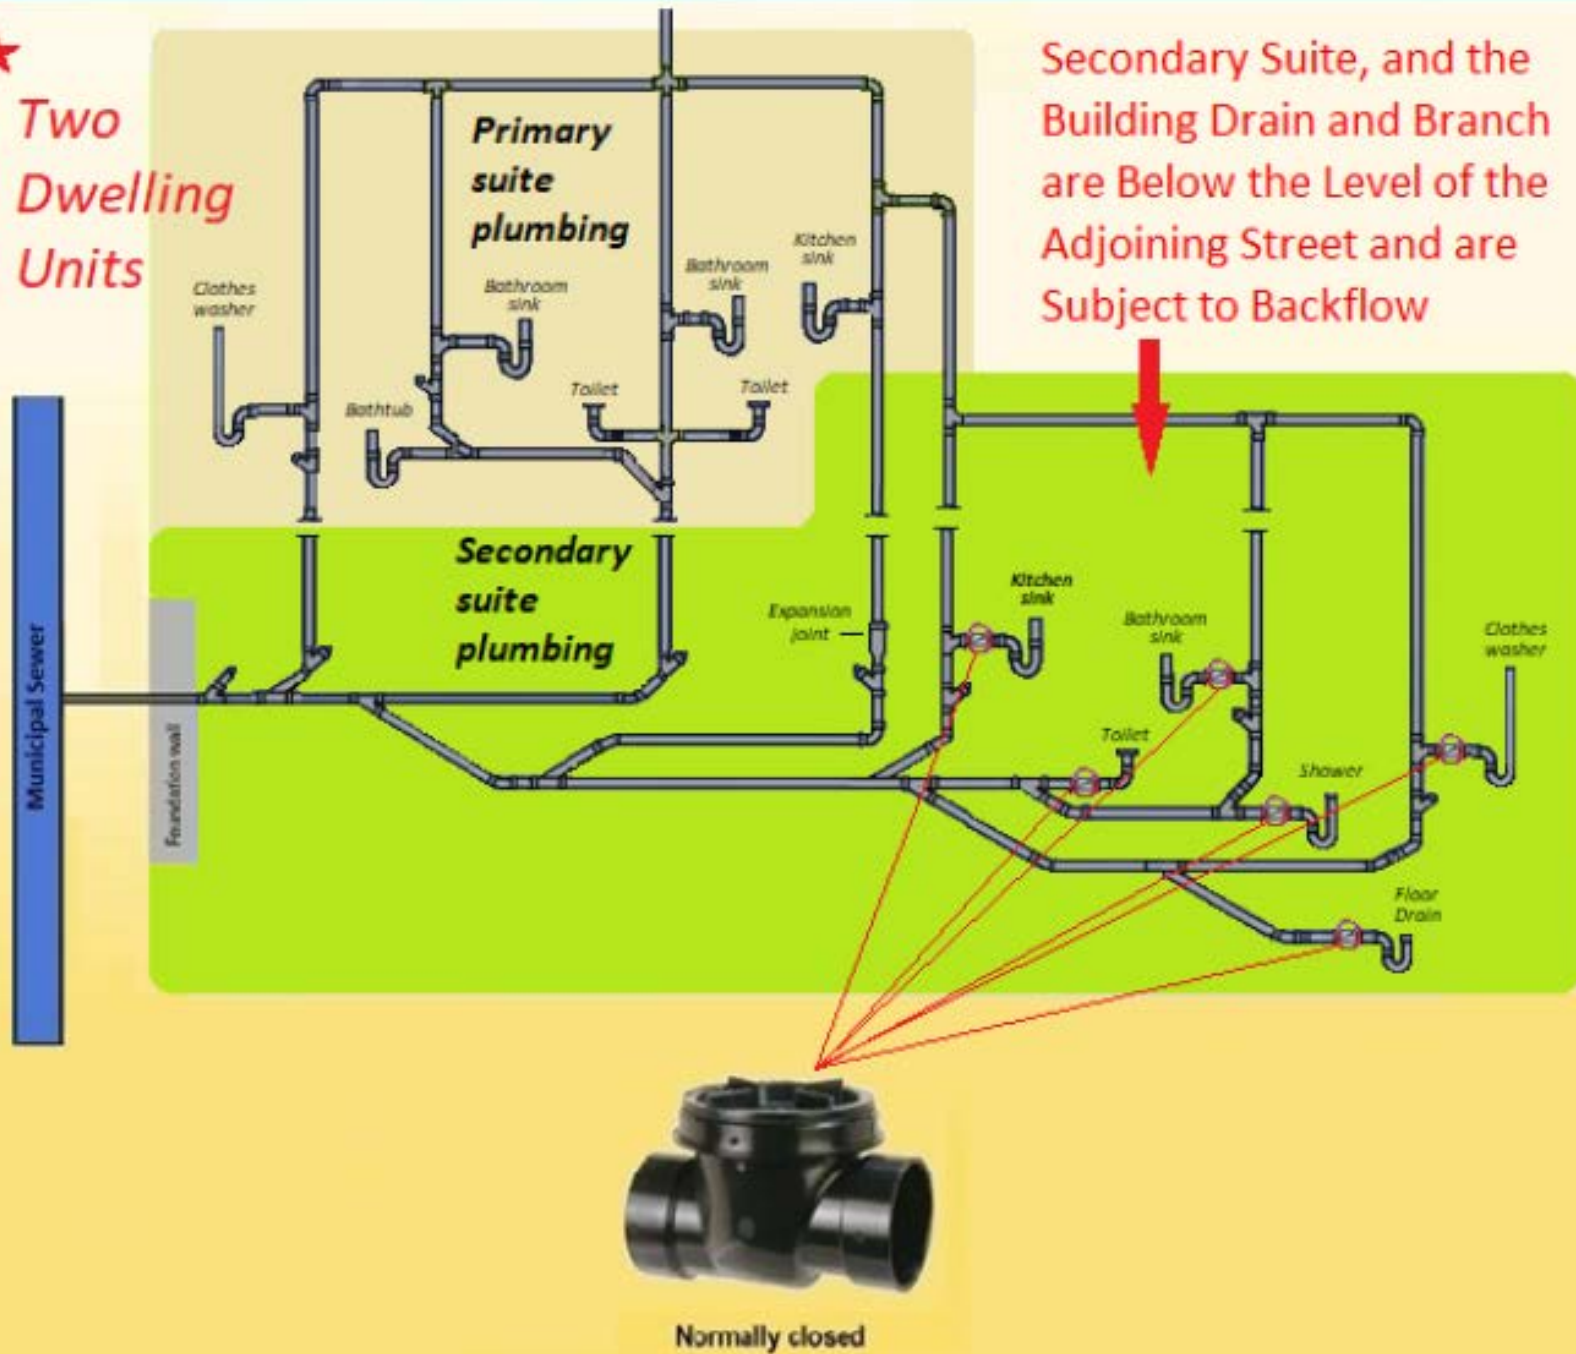 Two
Dwelling
Units
Secondary Suite, and the
Building Drain and Branch
are Below the Level of the
Adjoining Street and are
Subject to Backflow
Primary
suite
plumbing
Clothes
washer
Bathroom
sink
Bathroom
sink
Kitchen
sink
Bathtub
Toilet
Toilet
Secondary
suite
plumbing
Expansion
joint
Kitchen
sink
Bathroom
sink
Clothes
washer
Toilet
Shower
Floor
Drain
Municipal Sewer
Foundation wall
Normally closed